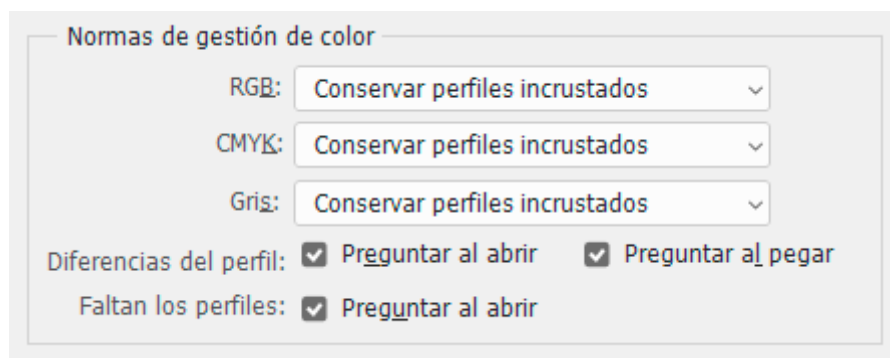 Normas de gestión de color
RGB: Conservar perfiles incrustados
CMYK: Conservar perfiles incrustados
Gris: Conservar perfiles incrustados
Diferencias del perfil: Preguntar al abrir Preguntar al pegar
Faltan los perfiles: Preguntar al abrir